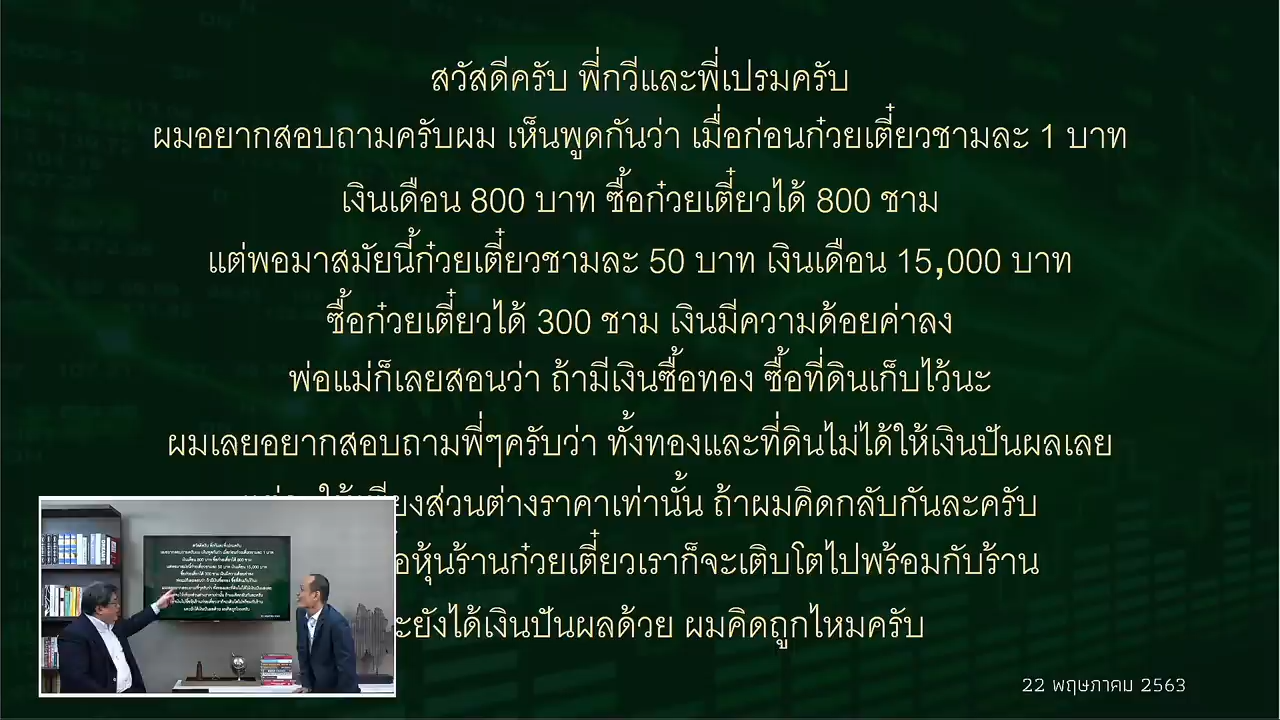 สวัสดีครับ พี่กวีและพี่เปรมครับ
ผมอยากสอบถามครับผม เห็นพูดกันว่า เมื่อก่อนก๋วยเตี๋ยวชามละ 1 บาท
เงินเดือน 800 บาท ซื้อก๋วยเตี๋ยวได้ 800 ชาม
แต่พอมาสมัยนี้ก๋วยเตี๋ยวชามละ 50 บาท เงินเดือน 15,000 บาท
ซื้อก๋วยเตี๋ยวได้ 300 ชาม เงินมีความด้อยค่าลง
พ่อแม่ก็เลยสอนว่า ถ้ามีเงินซื้อทอง ซื้อที่ดินเก็บไว้นะ
ผมเลยอยากสอบถามพี่ๆครับว่า ทั้งทองและที่ดินไม่ได้ให้เงินปันผลเลย
ส่วนต่างราคาเท่านั้น ถ้าผมคิดกลับกันละครับ
หุ้นร้านก๋วยเตี๋ยวเราก็จะเติบโตไปพร้อมกับร้าน
ยังได้เงินปันผลด้วย ผมคิดถูกไหมครับ
22 พฤษภาคม 2563